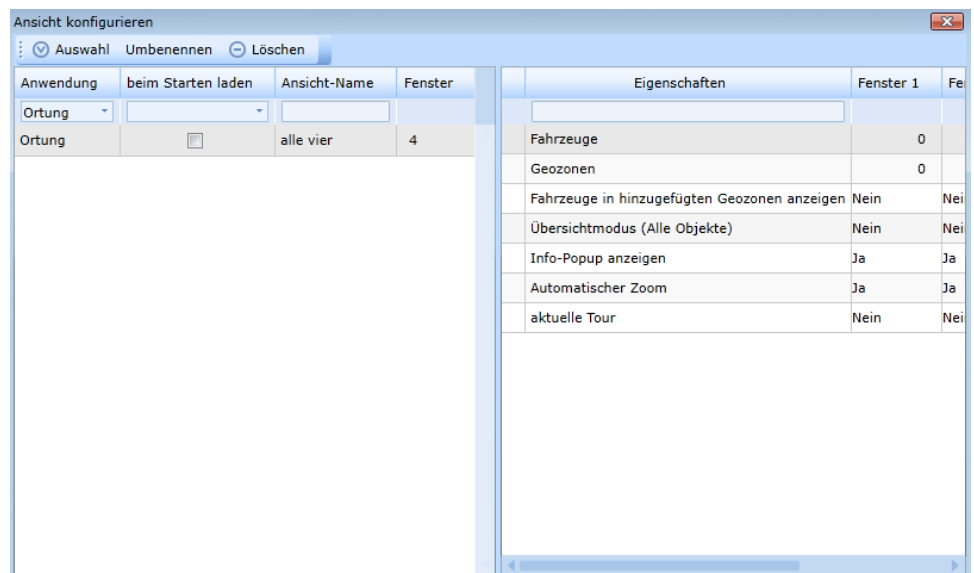 Ansicht konfigurieren
Auswahl Umbenennen Löschen
Anwendung beim Starten laden Ansicht-Name Fenster Eigenschaften Fenster 1
Ortung
Ortung alle vier 4 Fahrzeuge 0
Geozonen 0
Fahrzeuge in hinzugefügten Geozonen anzeigen Nein
Übersichtmodus (Alle Objekte) Nein
Info-Popup anzeigen Ja Ja
Automatischer Zoom Ja Ja
aktuelle Tour Nein